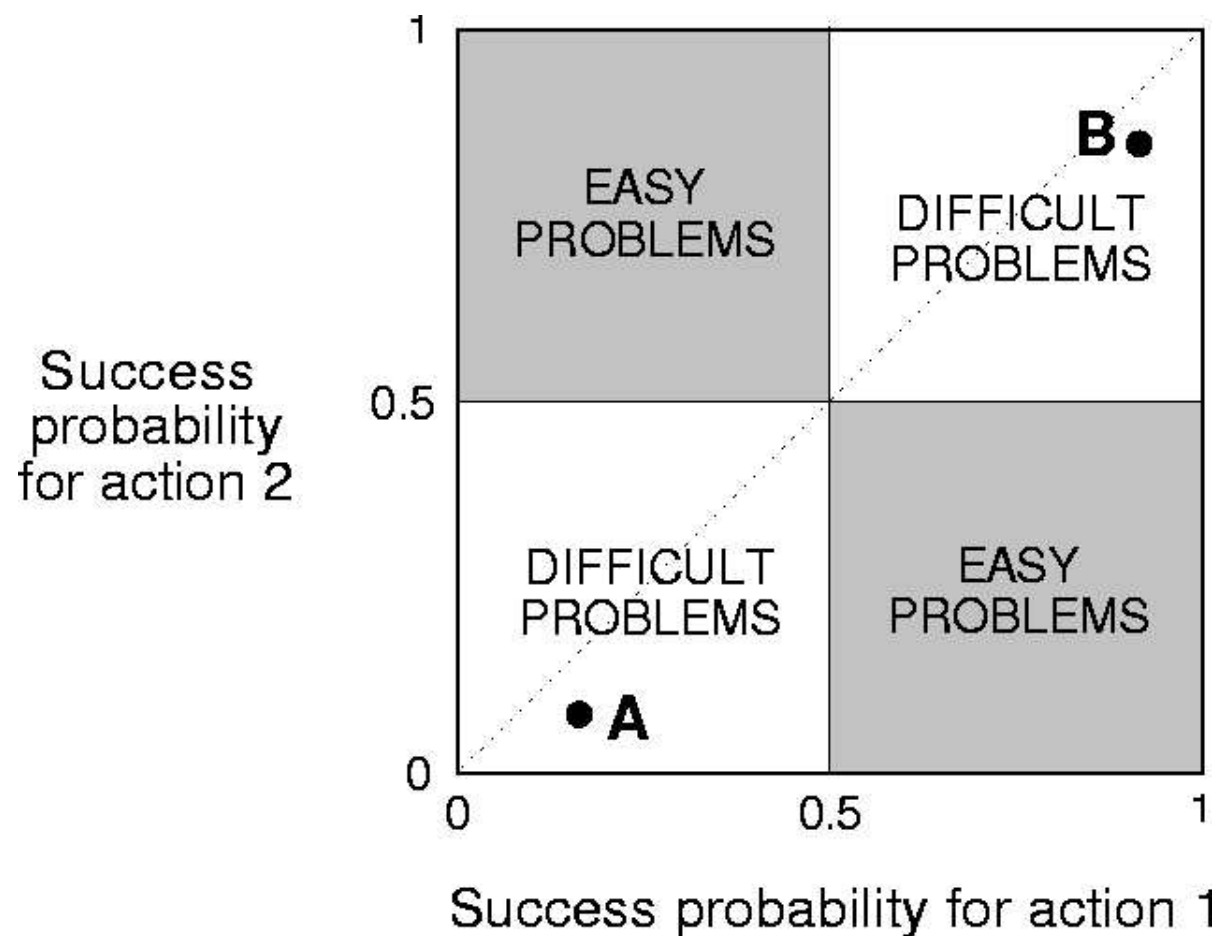 1
B
EASY
PROBLEMS
DIFFICULT
PROBLEMS
Success
probability
for action 2
0.5
DIFFICULT
PROBLEMS
EASY
PROBLEMS
A
0
0
0.5
1
Success probability for action 1